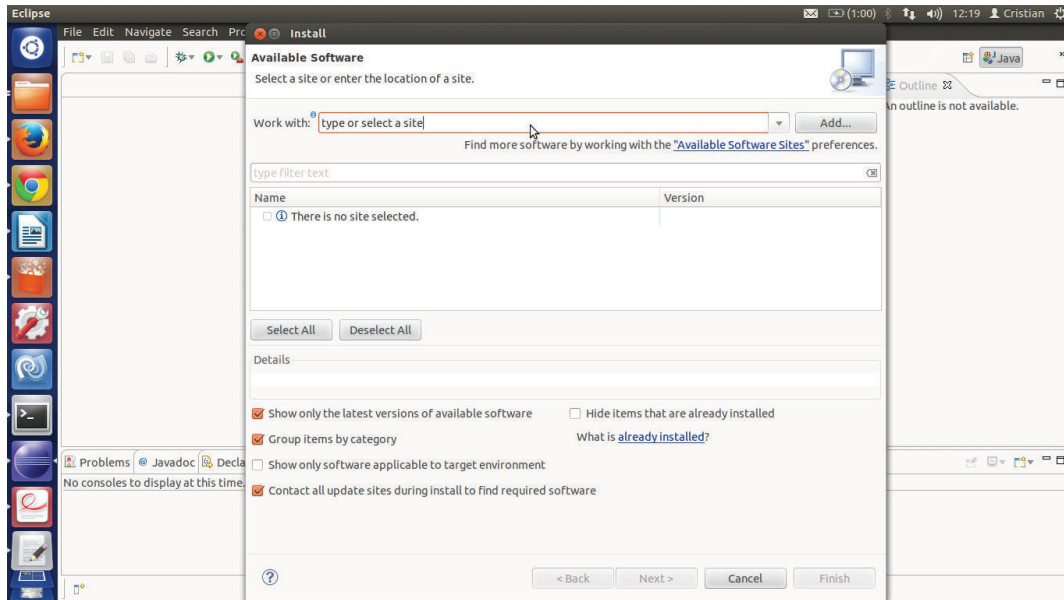 Eclipse (1:00) 12:19 Cristian
File Edit Navigate Search Pro
Install
Java
Available Software
Select a site or enter the location of a site.
Outline
An outline is not available.
Work with: type or select a site Add...
Find more software by working with the "Available Software Sites" preferences.
type filter text
Name Version
There is no site selected.
Select All Deselect All
Details
Show only the latest versions of available software Hide items that are already installed
Group items by category What is already installed?
Show only software applicable to target environment
Contact all update sites during install to find required software
Problems @ Javadoc Decla
No consoles to display at this time.
< Back Next > Cancel Finish